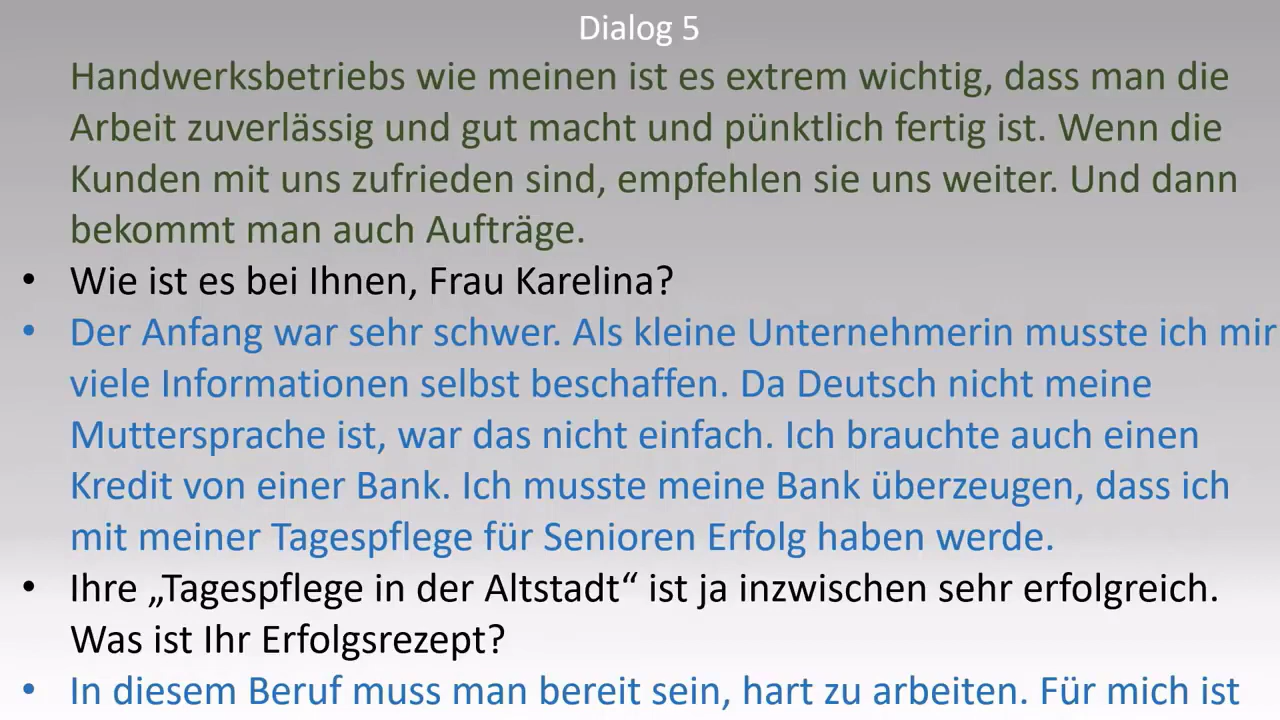 Dialog 5
Handwerksbetriebs wie meinen ist es extrem wichtig, dass man die
Arbeit zuverlässig und gut macht und pünktlich fertig ist. Wenn die
Kunden mit uns zufrieden sind, empfehlen sie uns weiter. Und dann
bekommt man auch Aufträge.
• Wie ist es bei Ihnen, Frau Karelina?
• Der Anfang war sehr schwer. Als kleine Unternehmerin musste ich mir
viele Informationen selbst beschaffen. Da Deutsch nicht meine
Muttersprache ist, war das nicht einfach. Ich brauchte auch einen
Kredit von einer Bank. Ich musste meine Bank überzeugen, dass ich
mit meiner Tagespflege für Senioren Erfolg haben werde.
• Ihre „Tagespflege in der Altstadt“ ist ja inzwischen sehr erfolgreich.
Was ist Ihr Erfolgsrezept?
• In diesem Beruf muss man bereit sein, hart zu arbeiten. Für mich ist